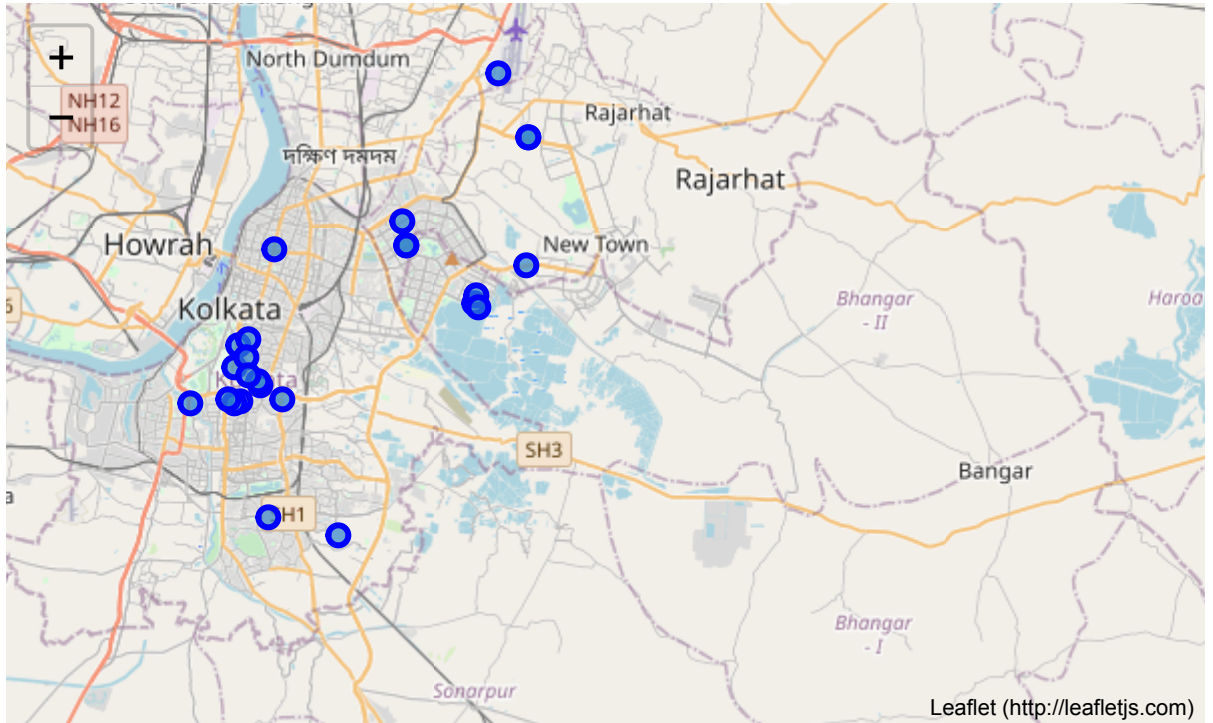 +
−
NH12
NH16
North Dumdum
Rajarhat
দক্ষিণ দমদম
Rajarhat
Howrah
New Town
Kolkata
Bhangar
- II
Haroa
6
SH3
Bangar
a
H1
Bhangar
- I
Sonarpur
Leaflet (http://leafletjs.com)